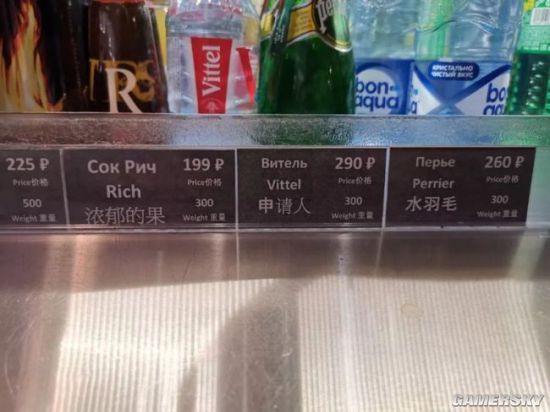 R
Vittel
per
КРИСТАЛЬНО
ЧИСТЫЙ ВКУС
bon
aqua
bon
aqua
225 ₽
Price价格
500
Weight 重量
Сок Рич
Rich
浓郁的果
199 ₽
Price价格
300
Weight 重量
Витель
Vittel
申请人
290 ₽
Price价格
300
Weight 重量
Перье
Perrier
水羽毛
260 ₽
Price价格
300
Weight 重量
GAMERSKY